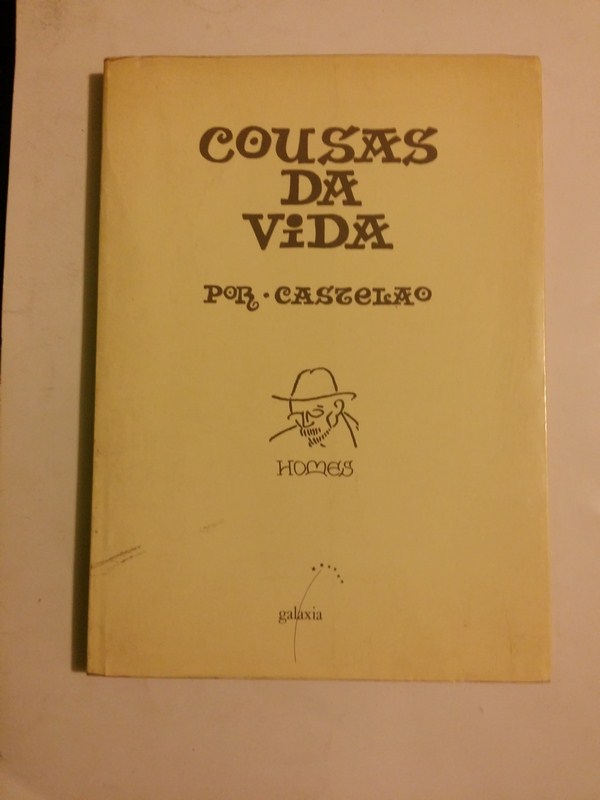 COUSAS
DA
ViDA
POR · CASTELAO
HOMES
galaxia